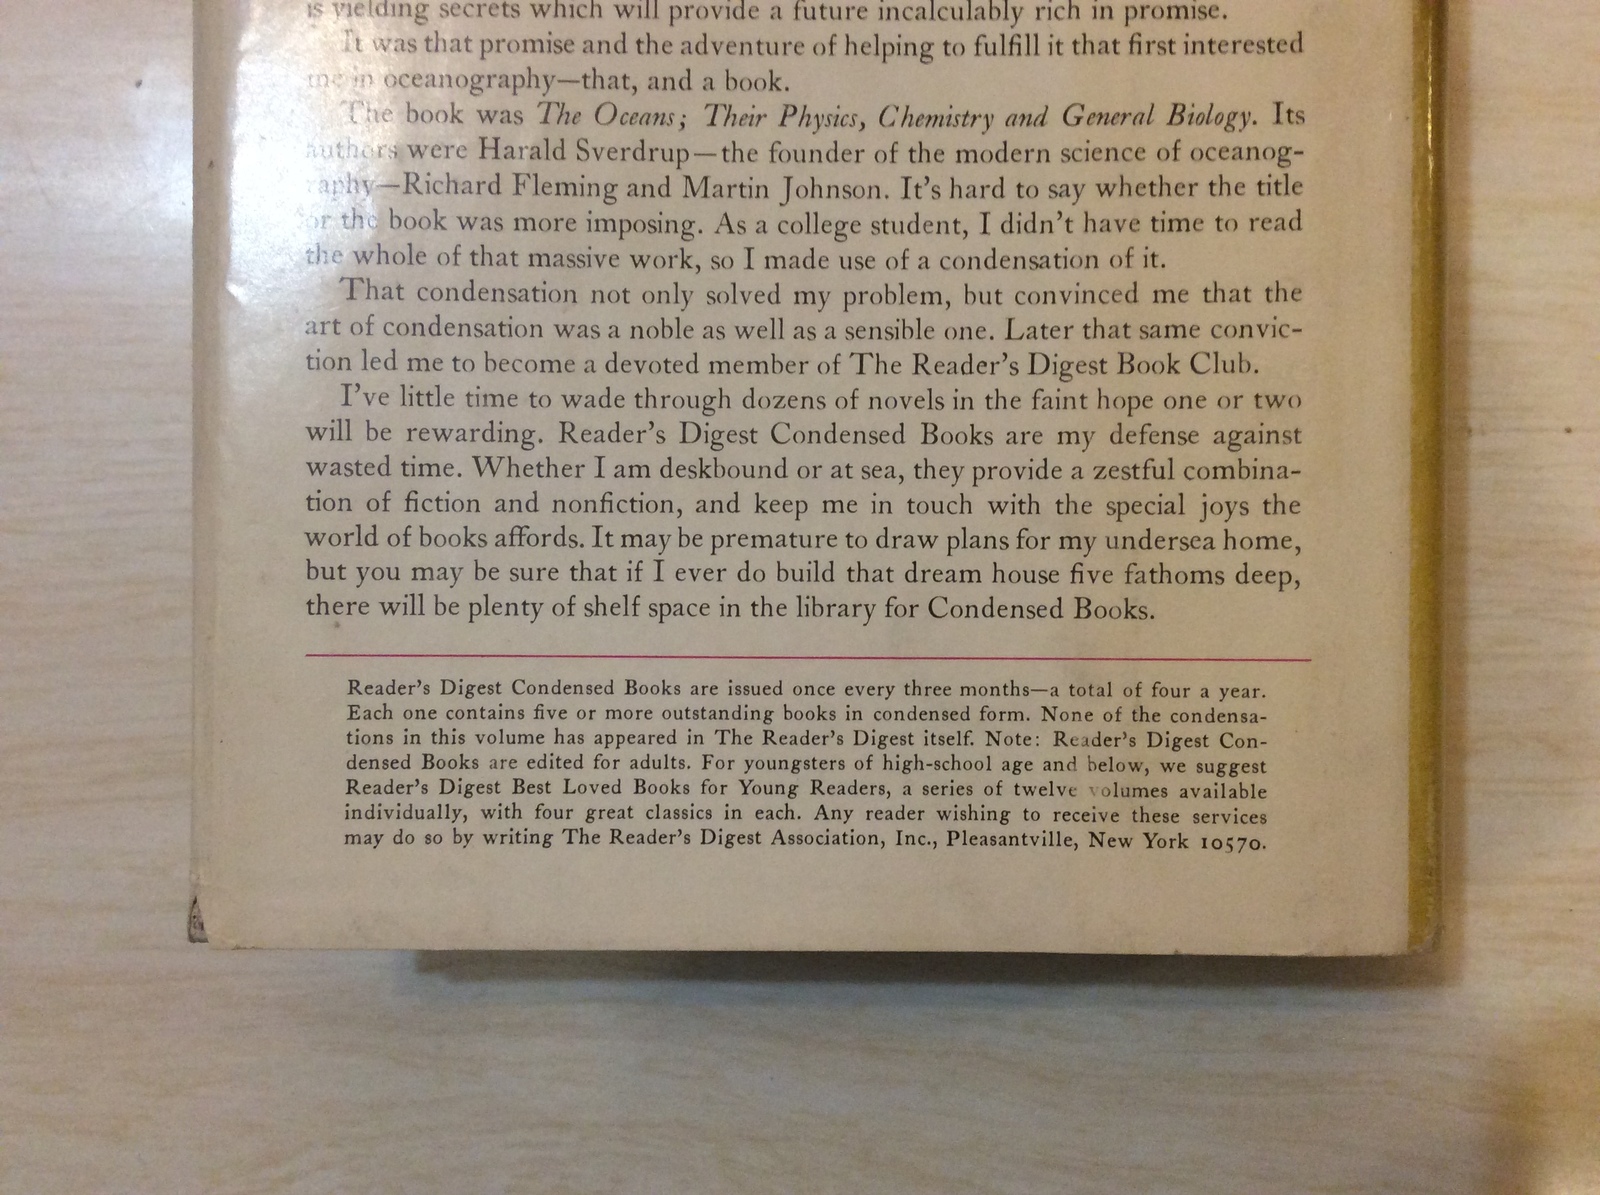 is yielding secrets which will provide a future incalculably rich in promise.
It was that promise and the adventure of helping to fulfill it that first interested
me in oceanography—that, and a book.
The book was The Oceans; Their Physics, Chemistry and General Biology. Its
authors were Harald Sverdrup—the founder of the modern science of oceanog-
raphy—Richard Fleming and Martin Johnson. It's hard to say whether the title
or the book was more imposing. As a college student, I didn't have time to read
the whole of that massive work, so I made use of a condensation of it.
That condensation not only solved my problem, but convinced me that the
art of condensation was a noble as well as a sensible one. Later that same convic-
tion led me to become a devoted member of The Reader's Digest Book Club.
I've little time to wade through dozens of novels in the faint hope one or two
will be rewarding. Reader's Digest Condensed Books are my defense against
wasted time. Whether I am deskbound or at sea, they provide a zestful combina-
tion of fiction and nonfiction, and keep me in touch with the special joys the
world of books affords. It may be premature to draw plans for my undersea home,
but you may be sure that if I ever do build that dream house five fathoms deep,
there will be plenty of shelf space in the library for Condensed Books.
Reader's Digest Condensed Books are issued once every three months—a total of four a year.
Each one contains five or more outstanding books in condensed form. None of the condensa-
tions in this volume has appeared in The Reader's Digest itself. Note: Reader's Digest Con-
densed Books are edited for adults. For youngsters of high-school age and below, we suggest
Reader's Digest Best Loved Books for Young Readers, a series of twelve volumes available
individually, with four great classics in each. Any reader wishing to receive these services
may do so by writing The Reader's Digest Association, Inc., Pleasantville, New York 10570.